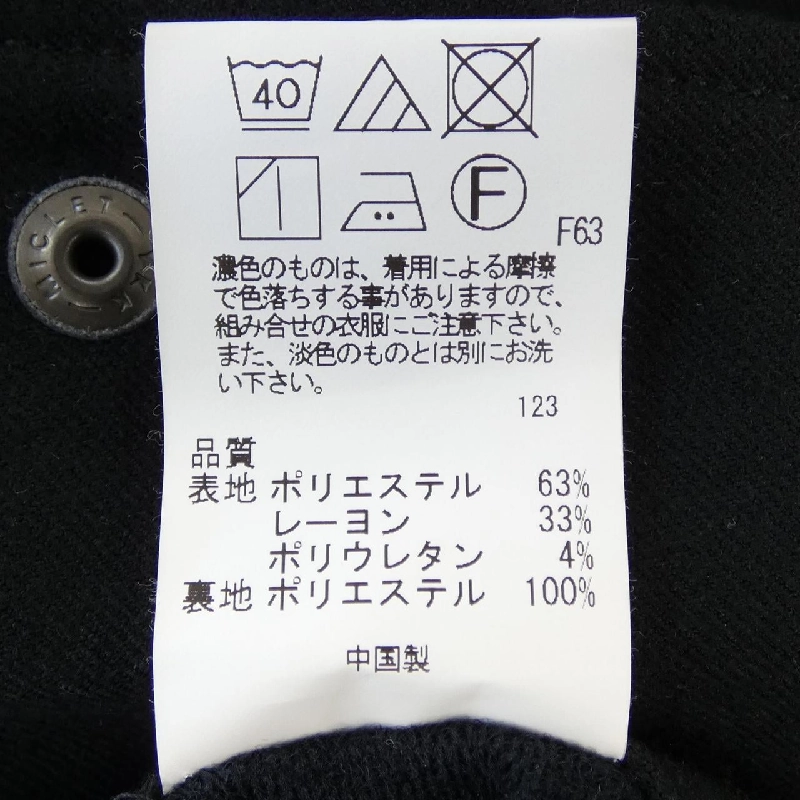 40
F
F63
濃色のものは、着用による摩擦
で色落ちする事がありますので、
組み合せの衣服にご注意下さい。
また、淡色のものとは別にお洗
い下さい。
123
品質
表地 ポリエステル 63%
レーヨン 33%
ポリウレタン 4%
裏地 ポリエステル 100%
中国製
MICLET
YKK